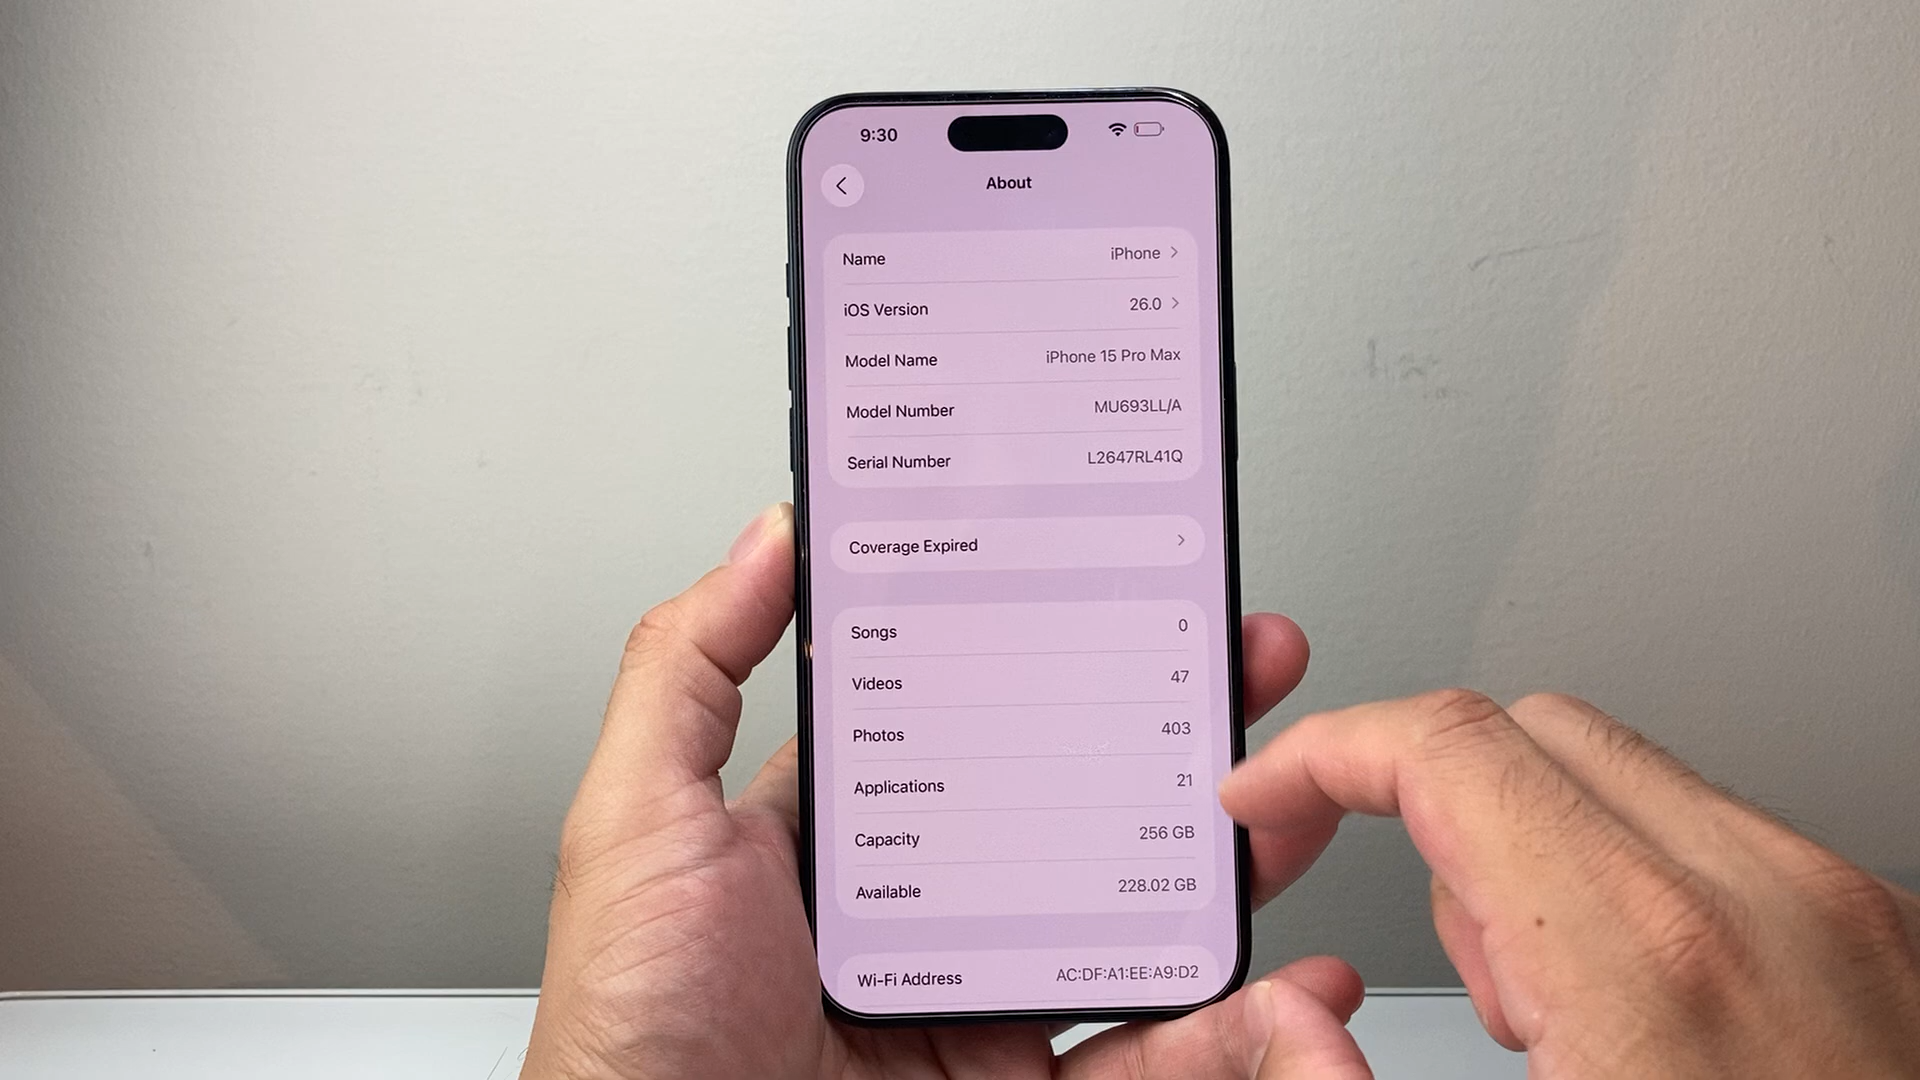 9:30
About
Name iPhone
iOS Version 26.0
Model Name iPhone 15 Pro Max
Model Number MU693LL/A
Serial Number L2647RL41Q
Coverage Expired
Songs 0
Videos 47
Photos 403
Applications 21
Capacity 256 GB
Available 228.02 GB
Wi-Fi Address AC:DF:A1:EE:A9:D2